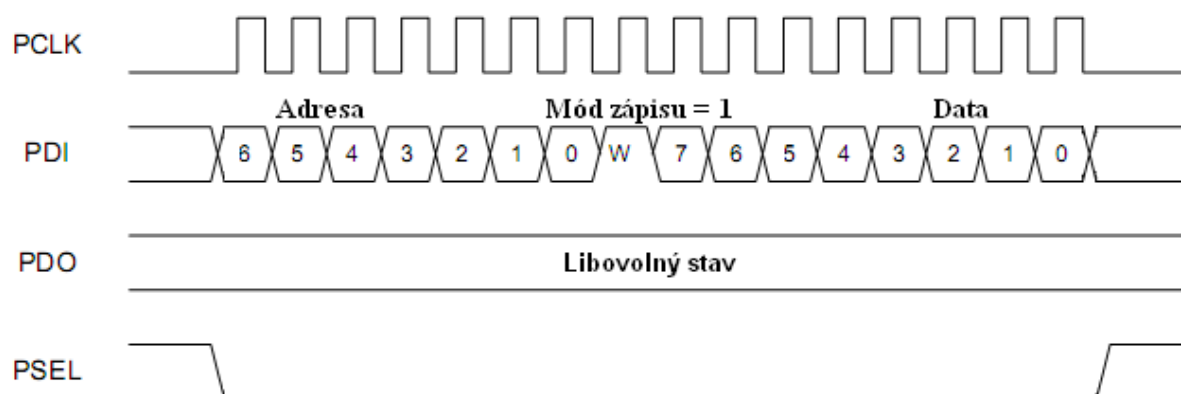 PCLK
Adresa Mód zápisu = 1 Data
PDI 6 5 4 3 2 1 0 W 7 6 5 4 3 2 1 0
PDO Libovolný stav
PSEL